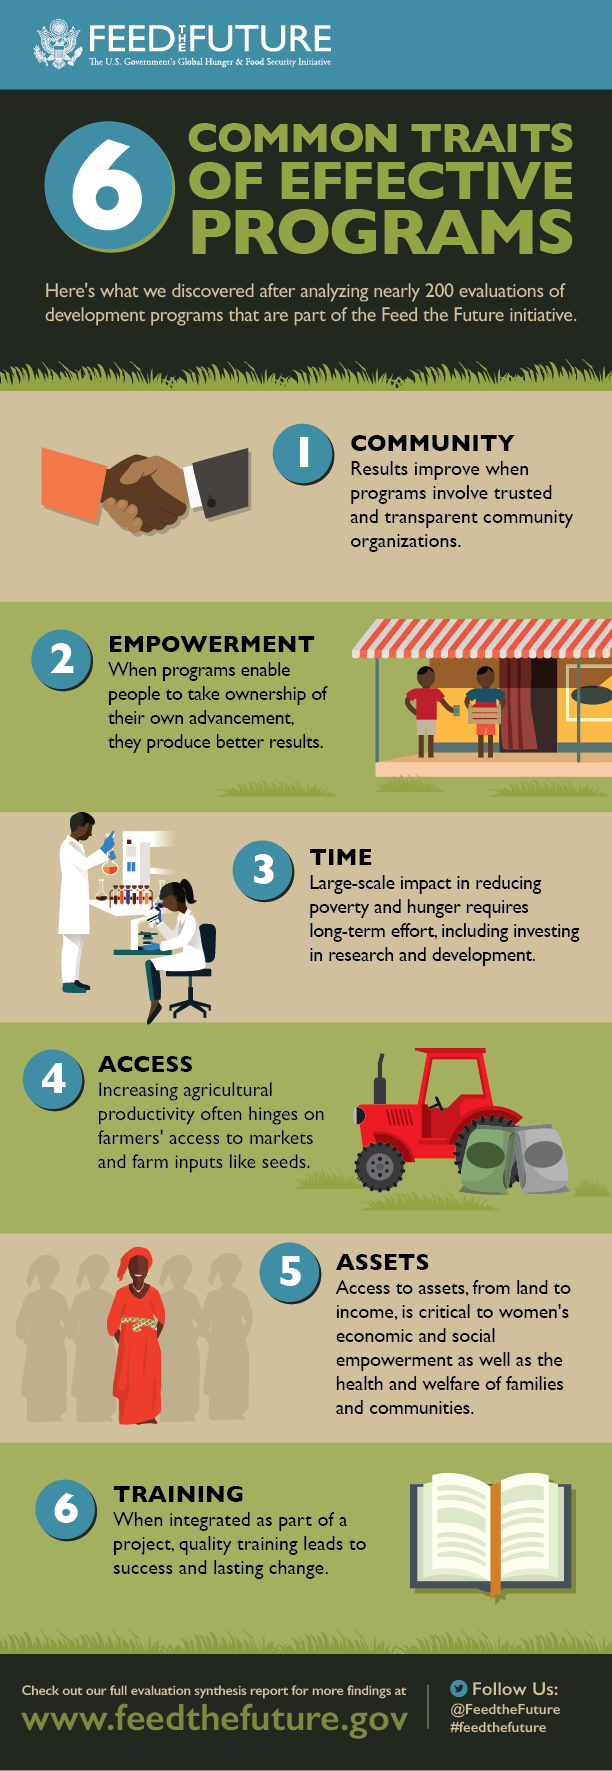 FEED THE FUTURE
The U.S. Government's Global Hunger & Food Security Initiative
6
COMMON TRAITS
OF EFFECTIVE
PROGRAMS
Here's what we discovered after analyzing nearly 200 evaluations of
development programs that are part of the Feed the Future initiative.
1
COMMUNITY
Results improve when
programs involve trusted
and transparent community
organizations.
2
EMPOWERMENT
When programs enable
people to take ownership of
their own advancement,
they produce better results.
3
TIME
Large-scale impact in reducing
poverty and hunger requires
long-term effort, including investing
in research and development.
4
ACCESS
Increasing agricultural
productivity often hinges on
farmers' access to markets
and farm inputs like seeds.
5
ASSETS
Access to assets, from land to
income, is critical to women's
economic and social
empowerment as well as the
health and welfare of families
and communities.
6
TRAINING
When integrated as part of a
project, quality training leads to
success and lasting change.
Check out our full evaluation synthesis report for more findings at
www.feedthefuture.gov
Follow Us:
@FeedtheFuture
#feedthefuture